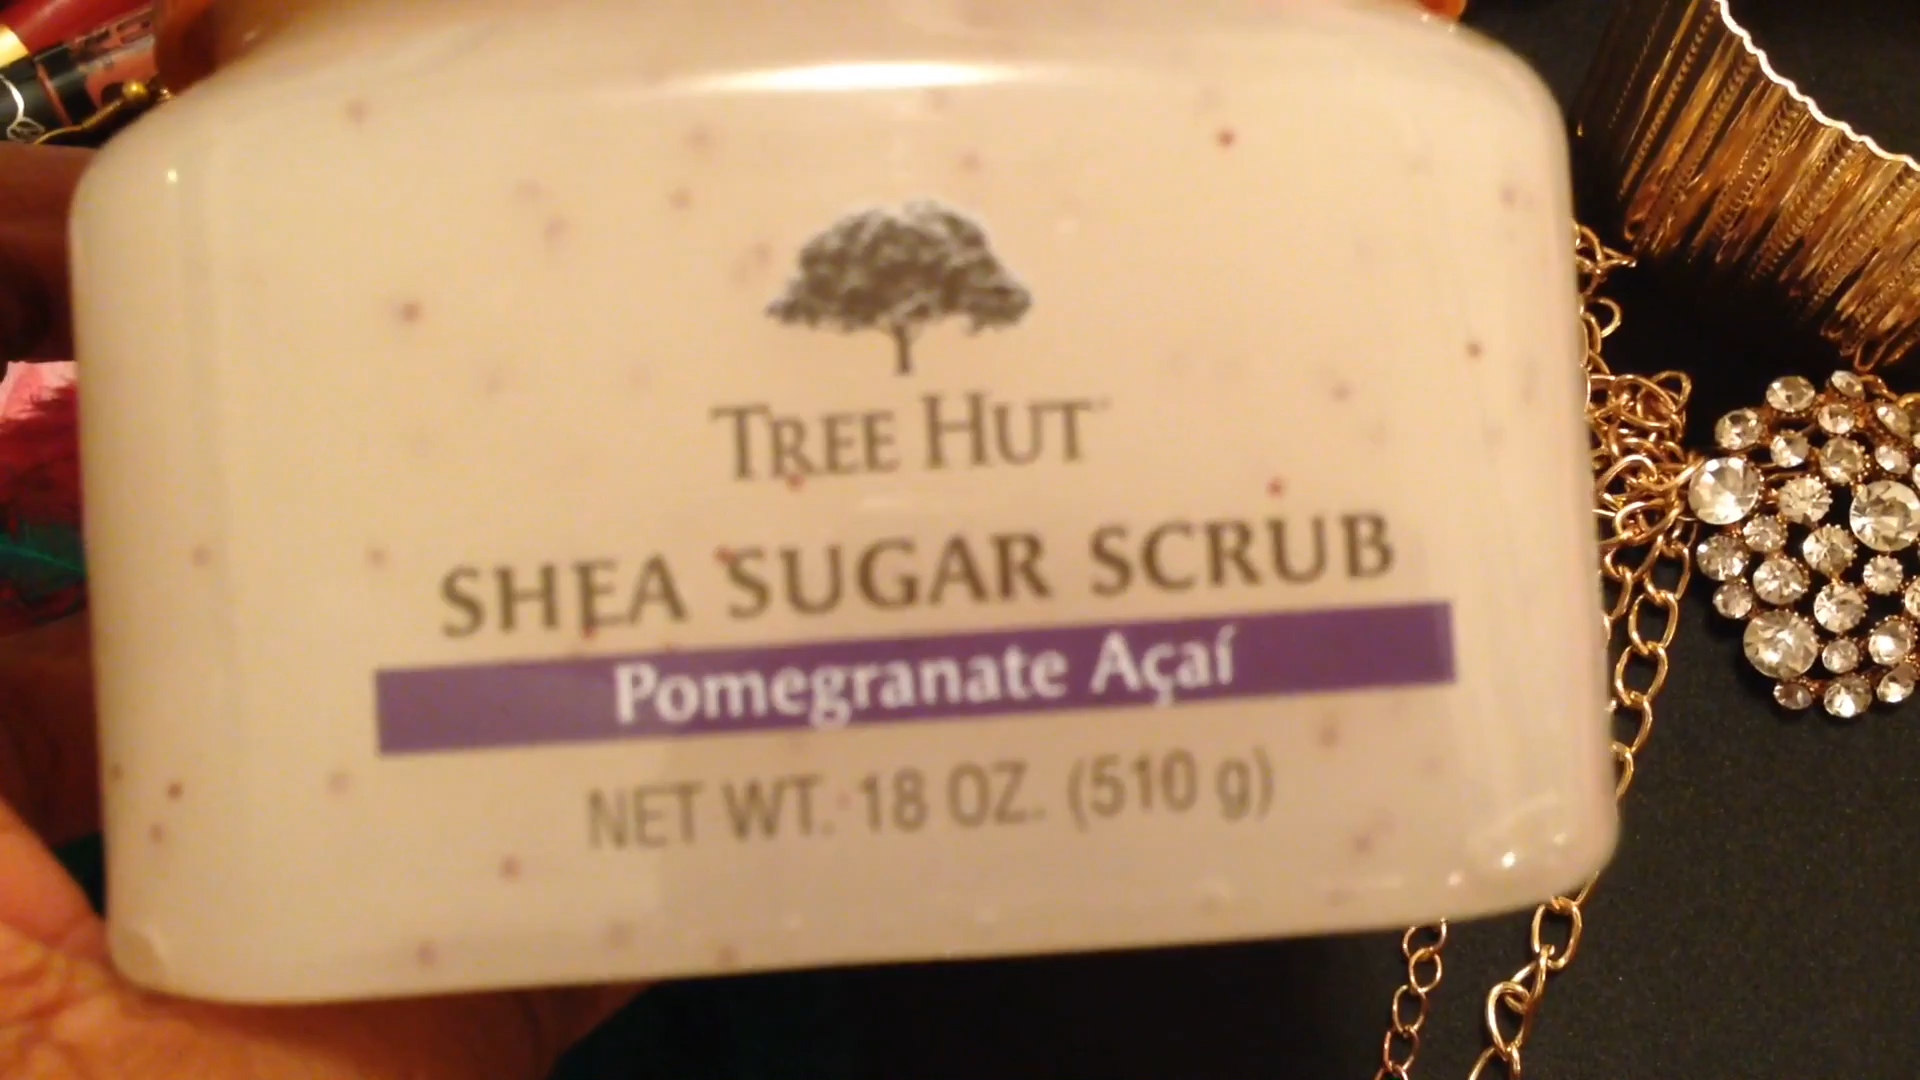 TREE HUT
SHEA SUGAR SCRUB
Pomegranate Açaí
NET WT. 18 OZ. (510 g)